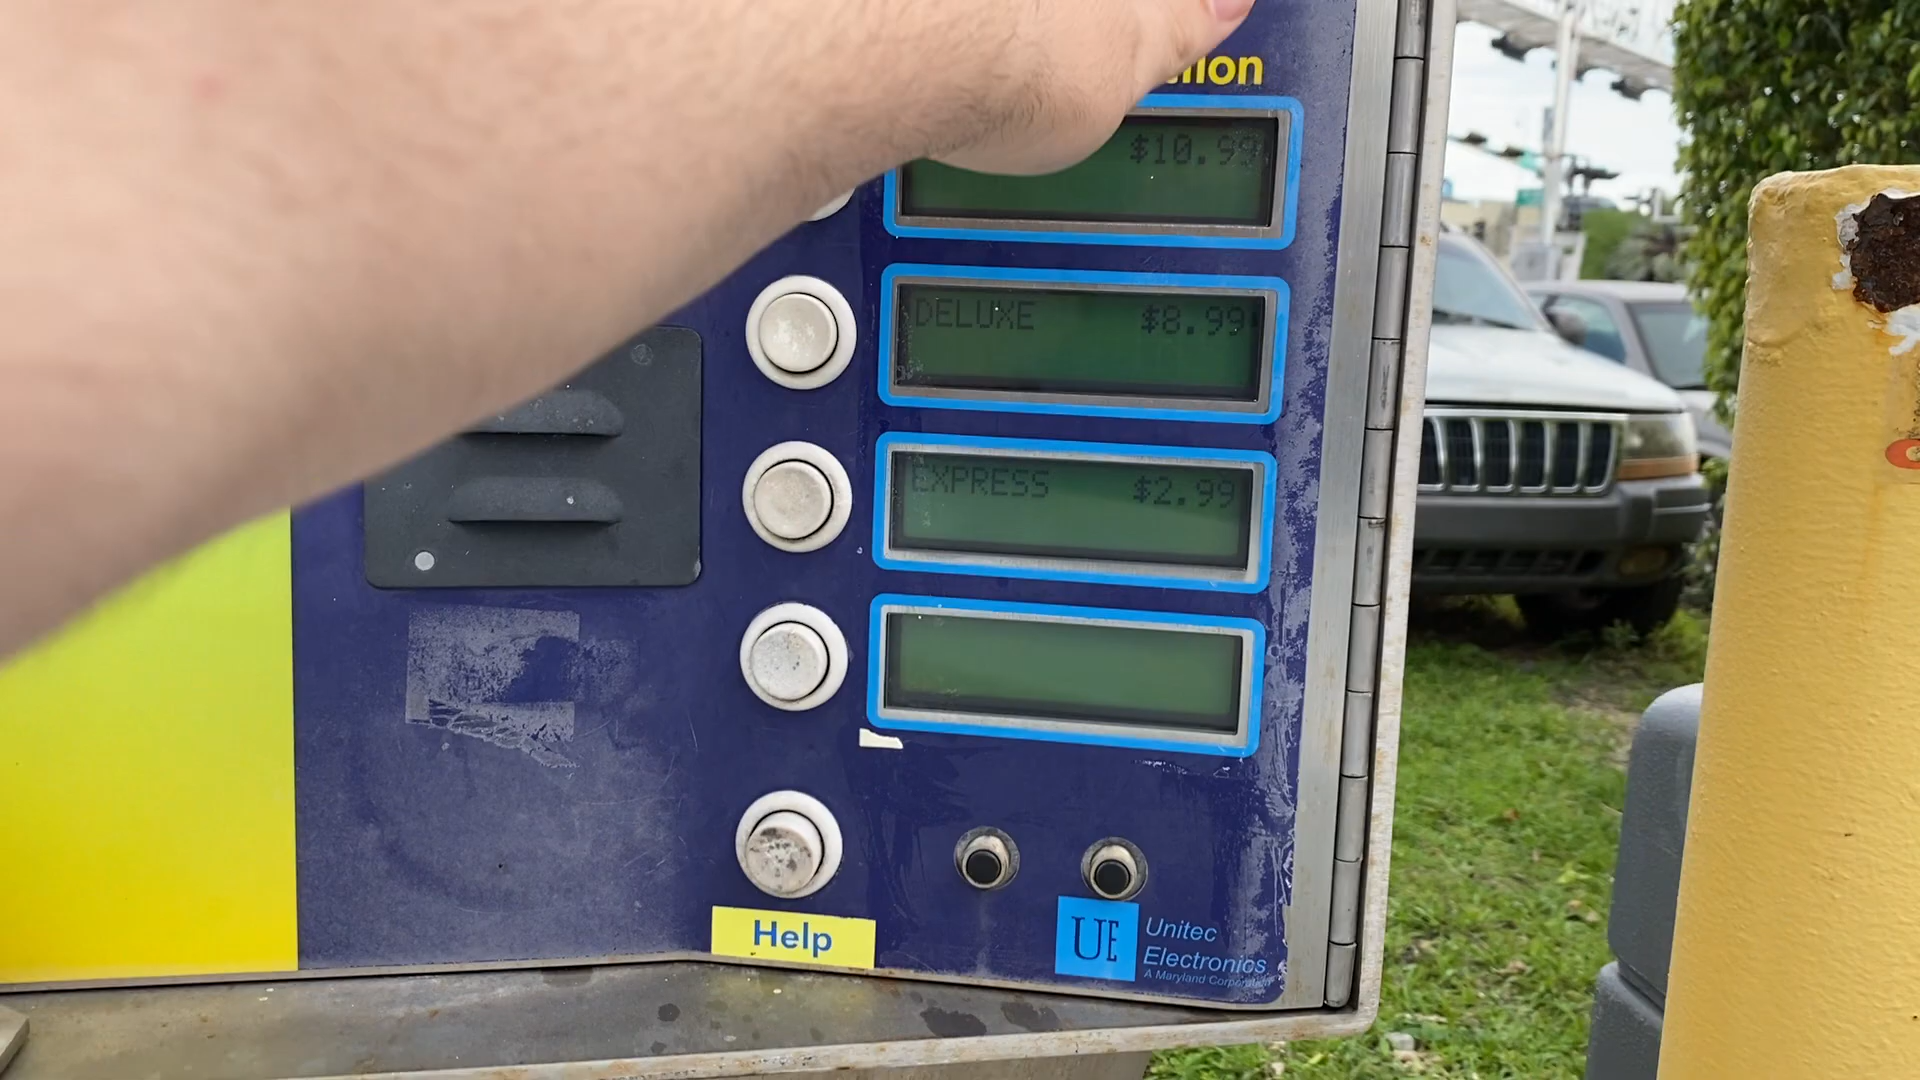 $10.99
DELUXE $8.99
EXPRESS $2.99
Help
UE
Unitec
Electronics
A Maryland Corporation